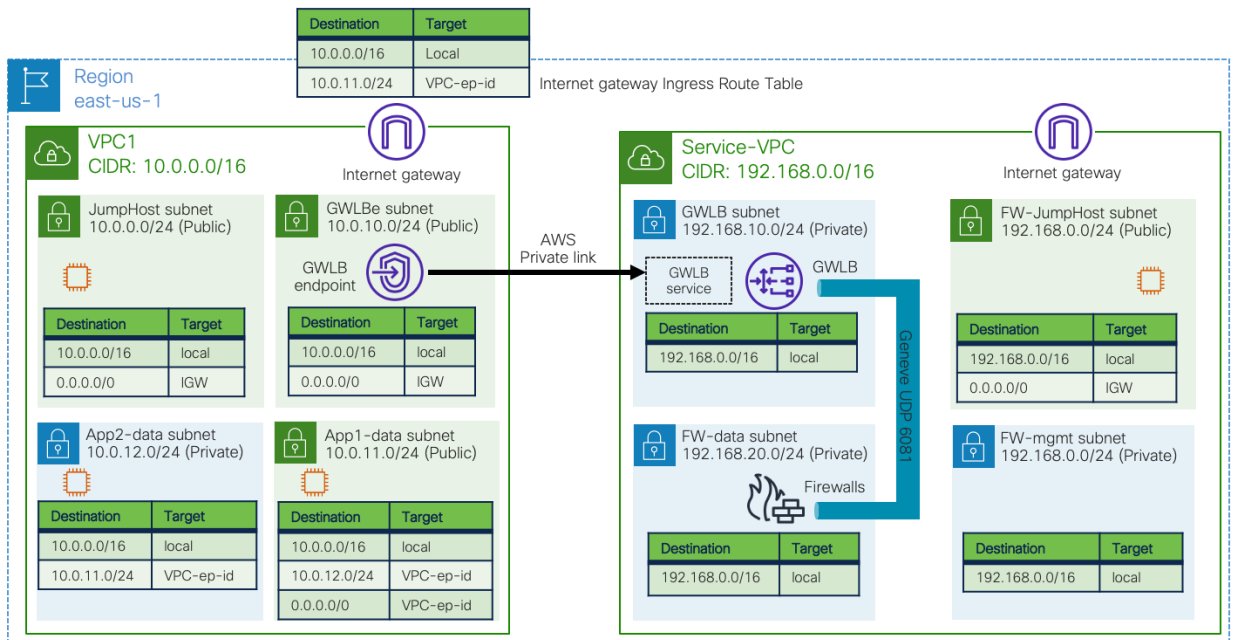 Destination Target
10.0.0.0/16 Local
10.0.11.0/24 VPC-ep-id
Internet gateway Ingress Route Table
Region
east-us-1
VPC1
CIDR: 10.0.0.0/16
Internet gateway
JumpHost subnet
10.0.0.0/24 (Public)
Destination Target
10.0.0.0/16 local
0.0.0.0/0 IGW
GWLBe subnet
10.0.10.0/24 (Public)
GWLB
endpoint
Destination Target
10.0.0.0/16 local
0.0.0.0/0 IGW
App2-data subnet
10.0.12.0/24 (Private)
Destination Target
10.0.0.0/16 local
10.0.11.0/24 VPC-ep-id
App1-data subnet
10.0.11.0/24 (Public)
Destination Target
10.0.0.0/16 local
10.0.12.0/24 VPC-ep-id
0.0.0.0/0 VPC-ep-id
AWS
Private link
Service-VPC
CIDR: 192.168.0.0/16
Internet gateway
GWLB subnet
192.168.10.0/24 (Private)
GWLB
service
GWLB
Destination Target
192.168.0.0/16 local
Geneve UDP 6081
FW-JumpHost subnet
192.168.0.0/24 (Public)
Destination Target
192.168.0.0/16 local
0.0.0.0/0 IGW
FW-data subnet
192.168.20.0/24 (Private)
Firewalls
Destination Target
192.168.0.0/16 local
FW-mgmt subnet
192.168.0.0/24 (Private)
Destination Target
192.168.0.0/16 local